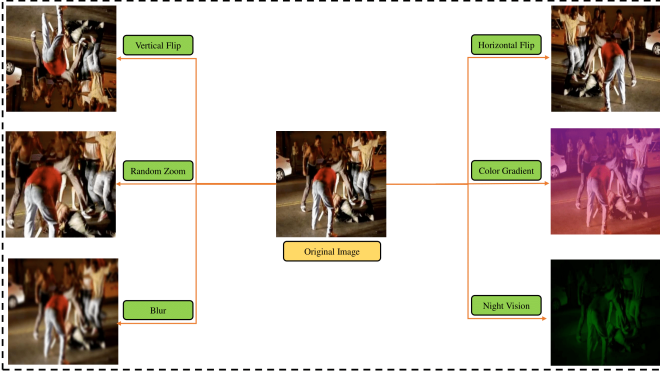 Vertical Flip
Horizontal Flip
Random Zoom
Color Gradient
Original Image
Blur
Night Vision